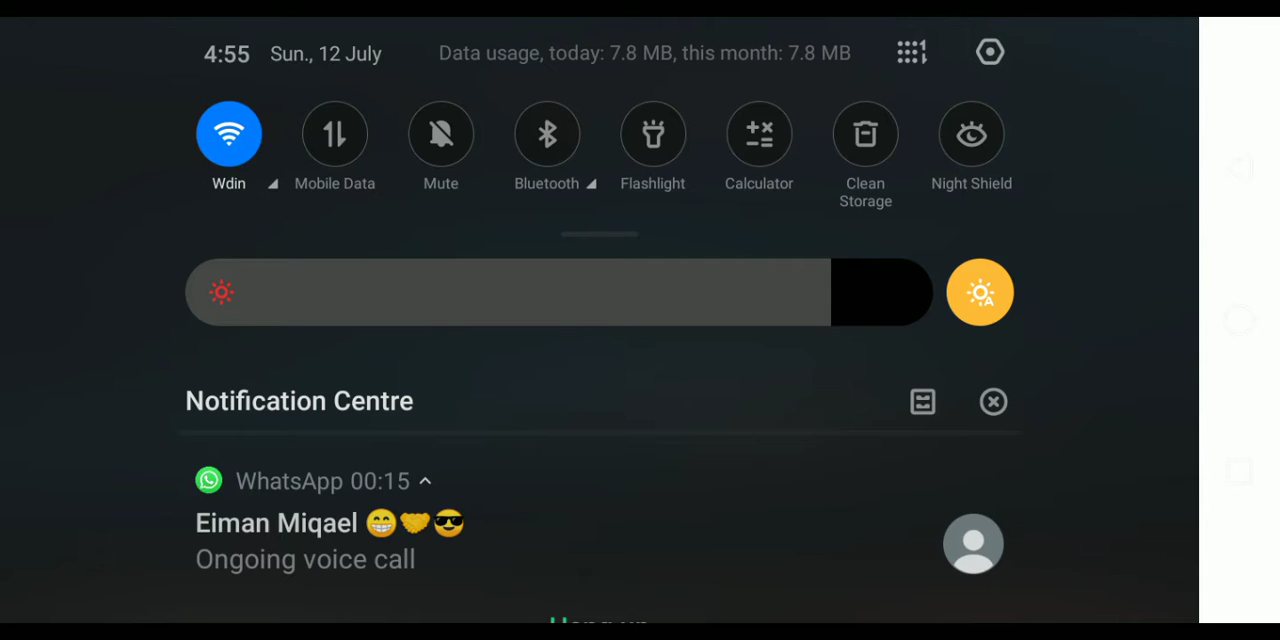 4:55 Sun., 12 July Data usage, today: 7.8 MB, this month: 7.8 MB
Wdin Mobile Data Mute Bluetooth Flashlight Calculator Clean Storage Night Shield
Notification Centre
WhatsApp 00:15
Eiman Miqael 😁🤝😎
Ongoing voice call